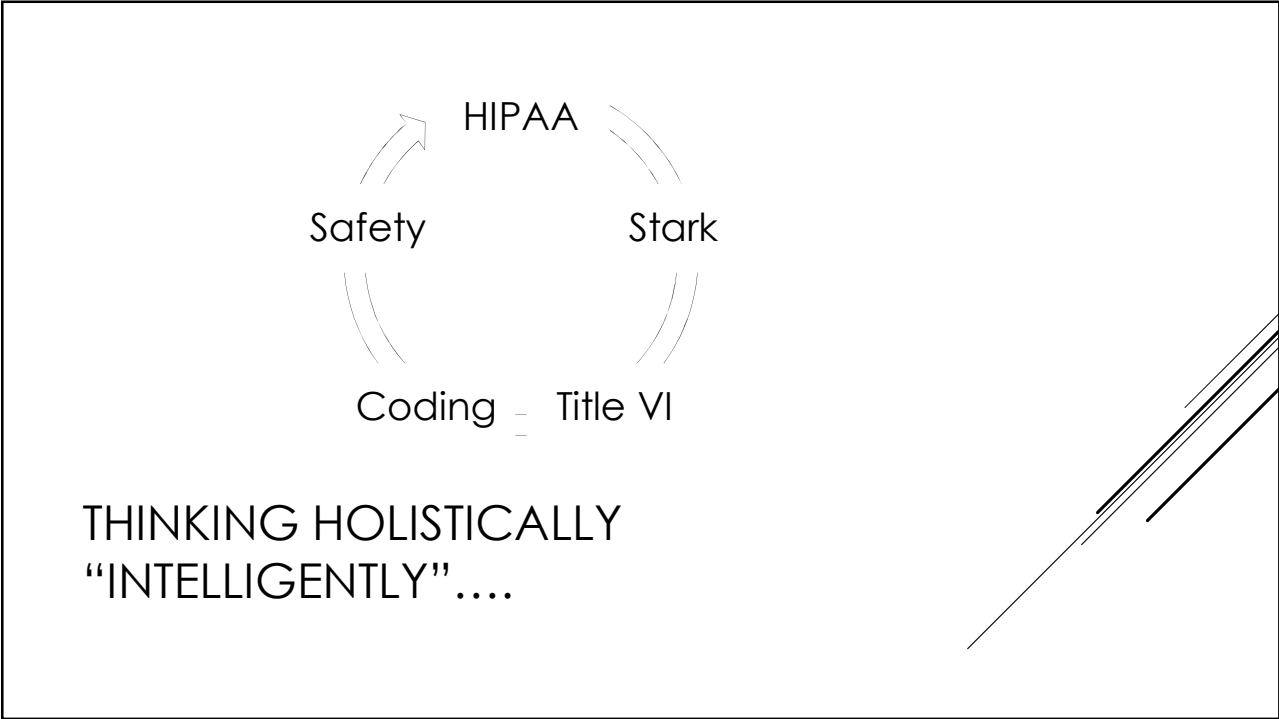 HIPAA
Safety
Stark
Coding
Title VI
THINKING HOLISTICALLY
“INTELLIGENTLY”....